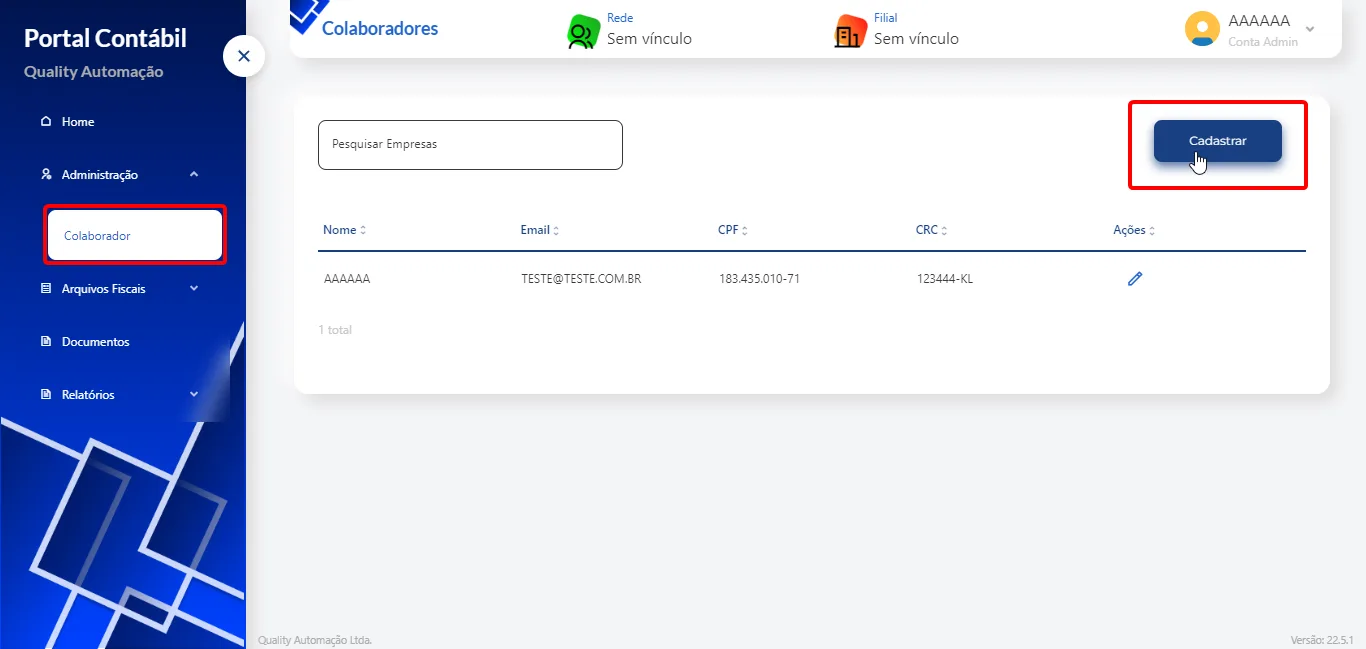 Portal Contábil
Quality Automação
Home
Administração
Colaborador
Arquivos Fiscais
Documentos
Relatórios
Colaboradores
Rede
Sem vínculo
Filial
Sem vínculo
AAAAAA
Conta Admin
Pesquisar Empresas
Cadastrar
Nome Email CPF CRC Ações
AAAAAA TESTE@TESTE.COM.BR 183.435.010-71 123444-KL
1 total
Quality Automação Ltda.
Versão: 22.5.1